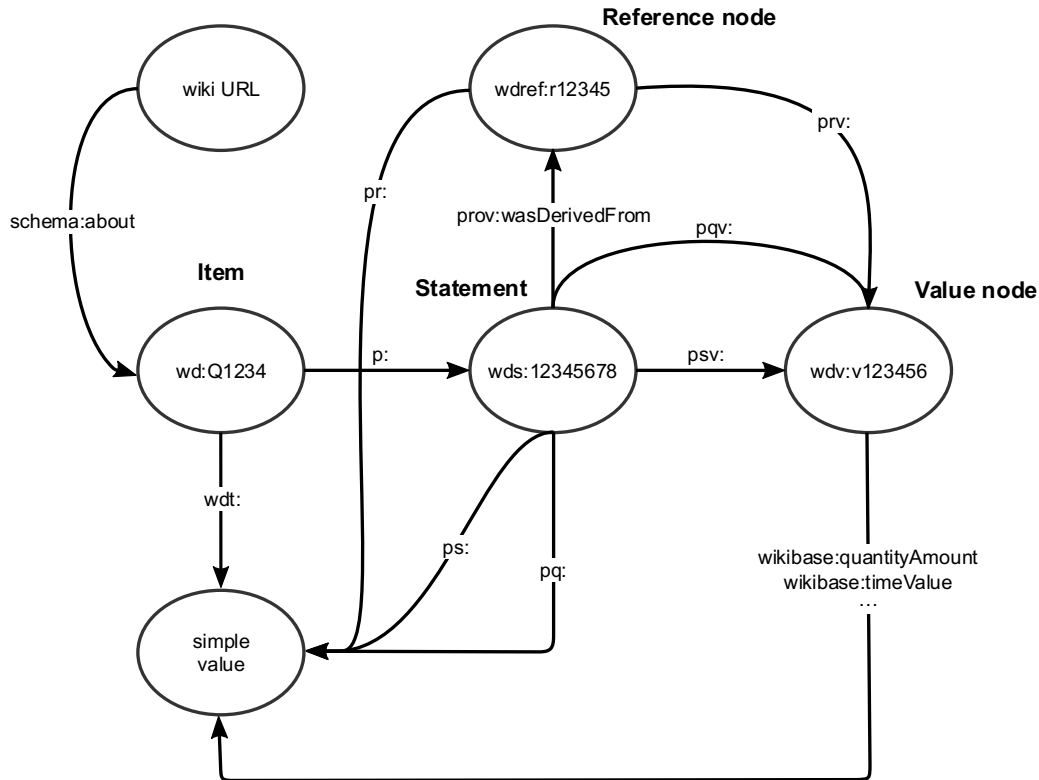 Reference node
wiki URL
wdref:r12345
prv:
pr:
schema:about
prov:wasDerivedFrom
pqv:
Item
Statement
Value node
wd:Q1234
p:
wds:12345678
psv:
wdv:v123456
wdt:
ps:
pq:
wikibase:quantityAmount
wikibase:timeValue
...
simple
value